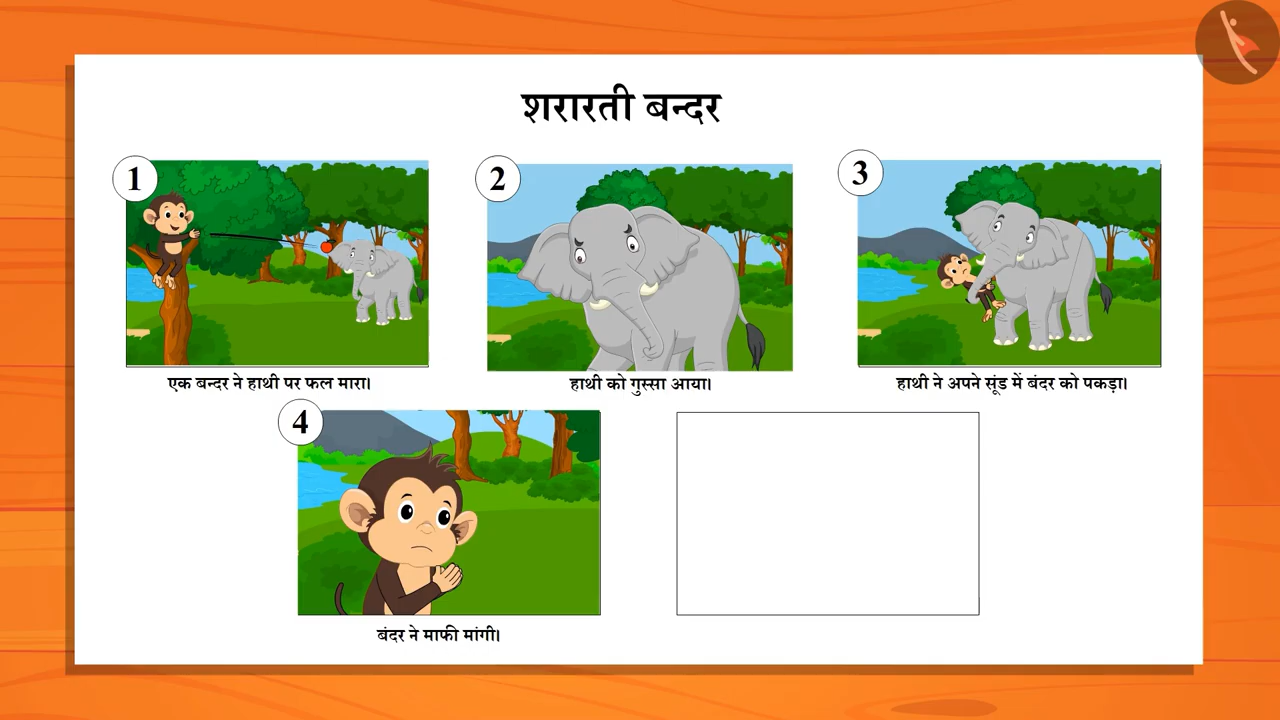 शरारती बन्दर
1
2
3
एक बन्दर ने हाथी पर फल मारा।
हाथी को गुस्सा आया।
हाथी ने अपने सूंड में बंदर को पकड़ा।
4
बंदर ने माफी मांगी।